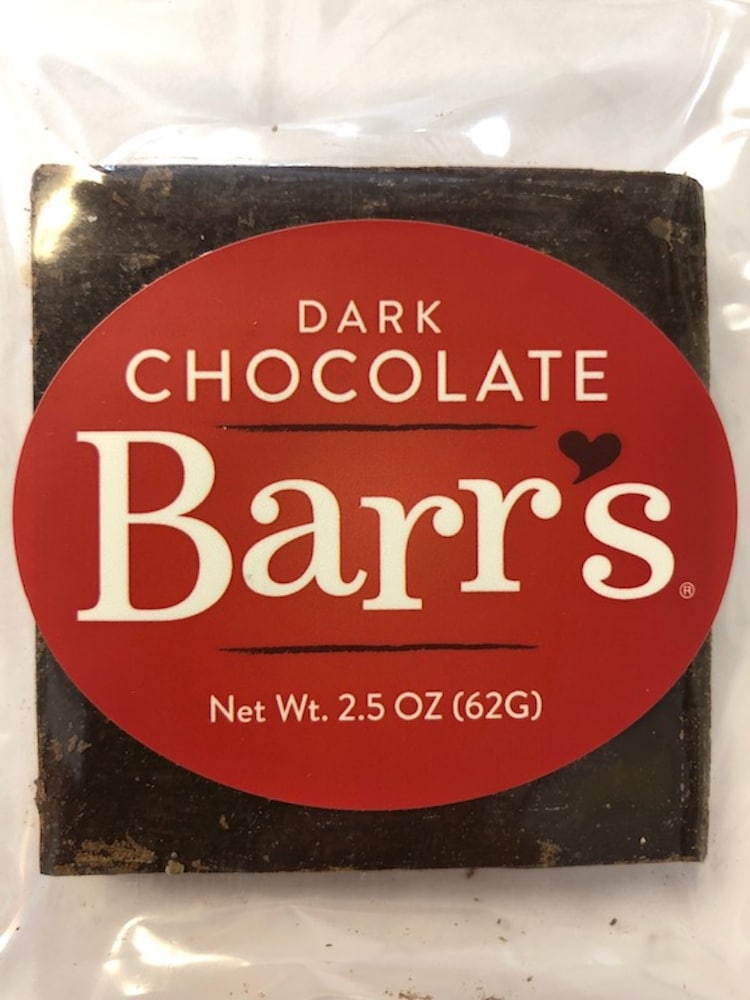 DARK
CHOCOLATE
Barr's®
Net Wt. 2.5 OZ (62G)